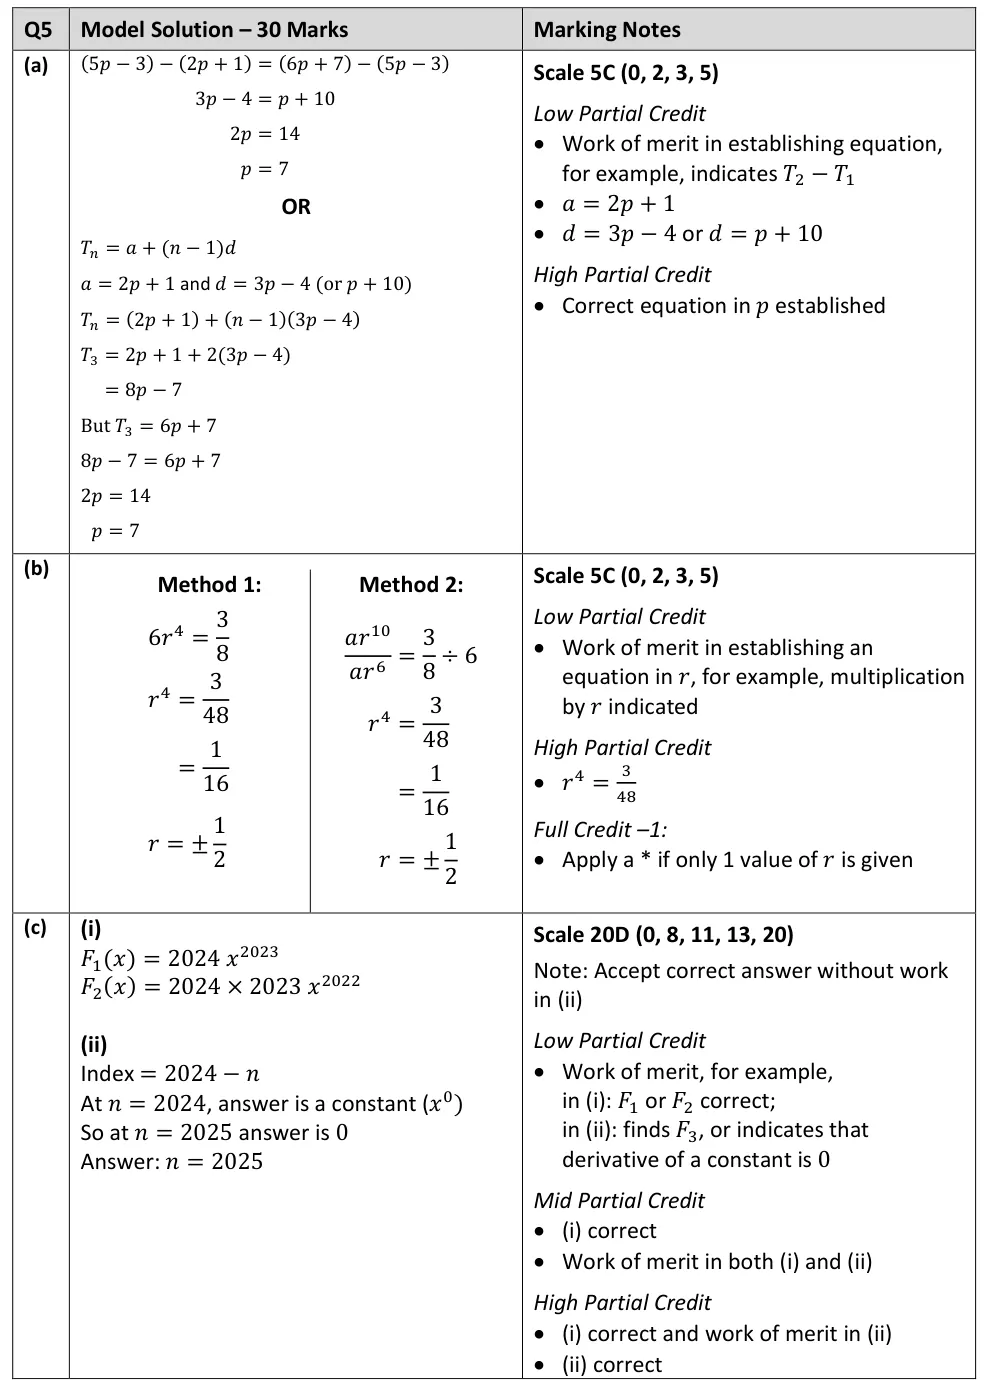 Q5 Model Solution – 30 Marks Marking Notes
(a)
(5p − 3) − (2p + 1) = (6p + 7) − (5p − 3)
3p − 4 = p + 10
2p = 14
p = 7
OR
Tₙ = a + (n − 1)d
a = 2p + 1 and d = 3p − 4 (or p + 10)
Tₙ = (2p + 1) + (n − 1)(3p − 4)
T₃ = 2p + 1 + 2(3p − 4)
= 8p − 7
But T₃ = 6p + 7
8p − 7 = 6p + 7
2p = 14
p = 7
Scale 5C (0, 2, 3, 5)
Low Partial Credit
• Work of merit in establishing equation,
for example, indicates T₂ − T₁
• a = 2p + 1
• d = 3p − 4 or d = p + 10
High Partial Credit
• Correct equation in p established
(b)
Method 1:
6r⁴ = 3/8
r⁴ = 3/48
= 1/16
r = ± 1/2
Method 2:
ar¹⁰/ar⁶ = 3/8 ÷ 6
r⁴ = 3/48
= 1/16
r = ± 1/2
Scale 5C (0, 2, 3, 5)
Low Partial Credit
• Work of merit in establishing an
equation in r, for example, multiplication
by r indicated
High Partial Credit
• r⁴ = 3/48
Full Credit –1:
• Apply a * if only 1 value of r is given
(c)
(i)
F₁(x) = 2024 x²⁰²³
F₂(x) = 2024 × 2023 x²⁰²²
(ii)
Index = 2024 − n
At n = 2024, answer is a constant (x⁰)
So at n = 2025 answer is 0
Answer: n = 2025
Scale 20D (0, 8, 11, 13, 20)
Note: Accept correct answer without work
in (ii)
Low Partial Credit
• Work of merit, for example,
in (i): F₁ or F₂ correct;
in (ii): finds F₃, or indicates that
derivative of a constant is 0
Mid Partial Credit
• (i) correct
• Work of merit in both (i) and (ii)
High Partial Credit
• (i) correct and work of merit in (ii)
• (ii) correct